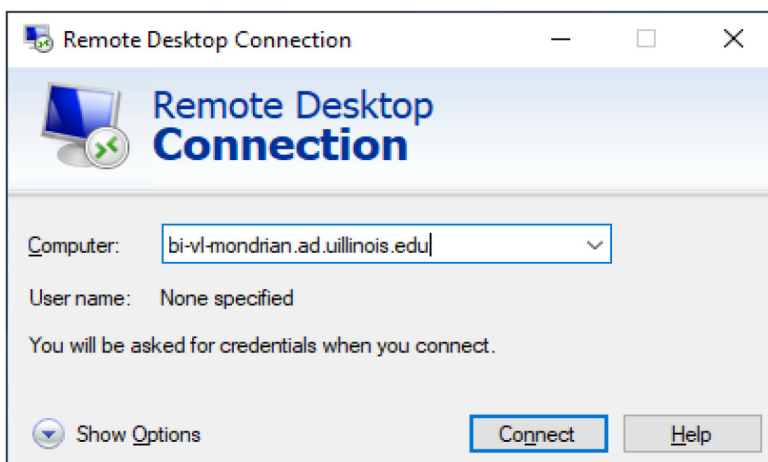 Remote Desktop Connection
Remote Desktop
Connection
Computer: bi-vl-mondrian.ad.uillinois.edu
User name: None specified
You will be asked for credentials when you connect.
Show Options Connect Help